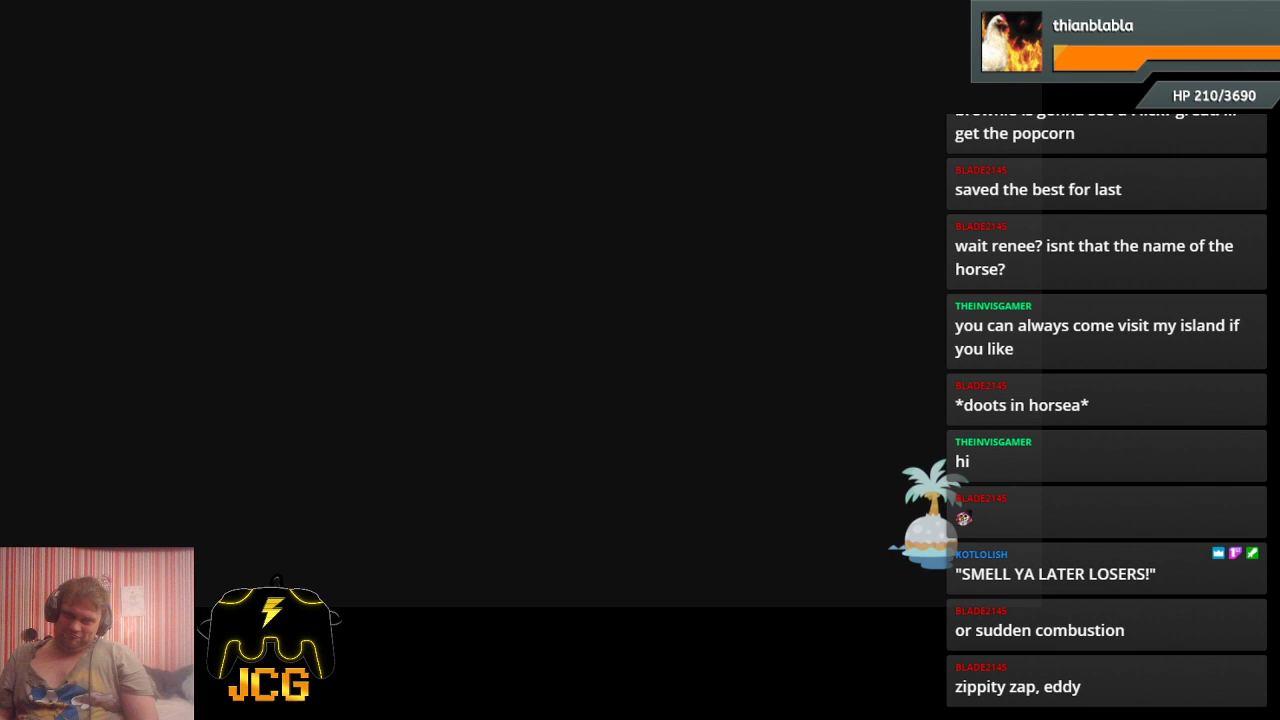 thianblabla
HP 210/3690
get the popcorn
BLADE2145
saved the best for last
BLADE2145
wait renee? isnt that the name of the
horse?
THEINVISGAMER
you can always come visit my island if
you like
BLADE2145
*doots in horsea*
THEINVISGAMER
hi
BLADE2145
KOTLOLISH
"SMELL YA LATER LOSERS!"
BLADE2145
or sudden combustion
BLADE2145
zippity zap, eddy
JCG